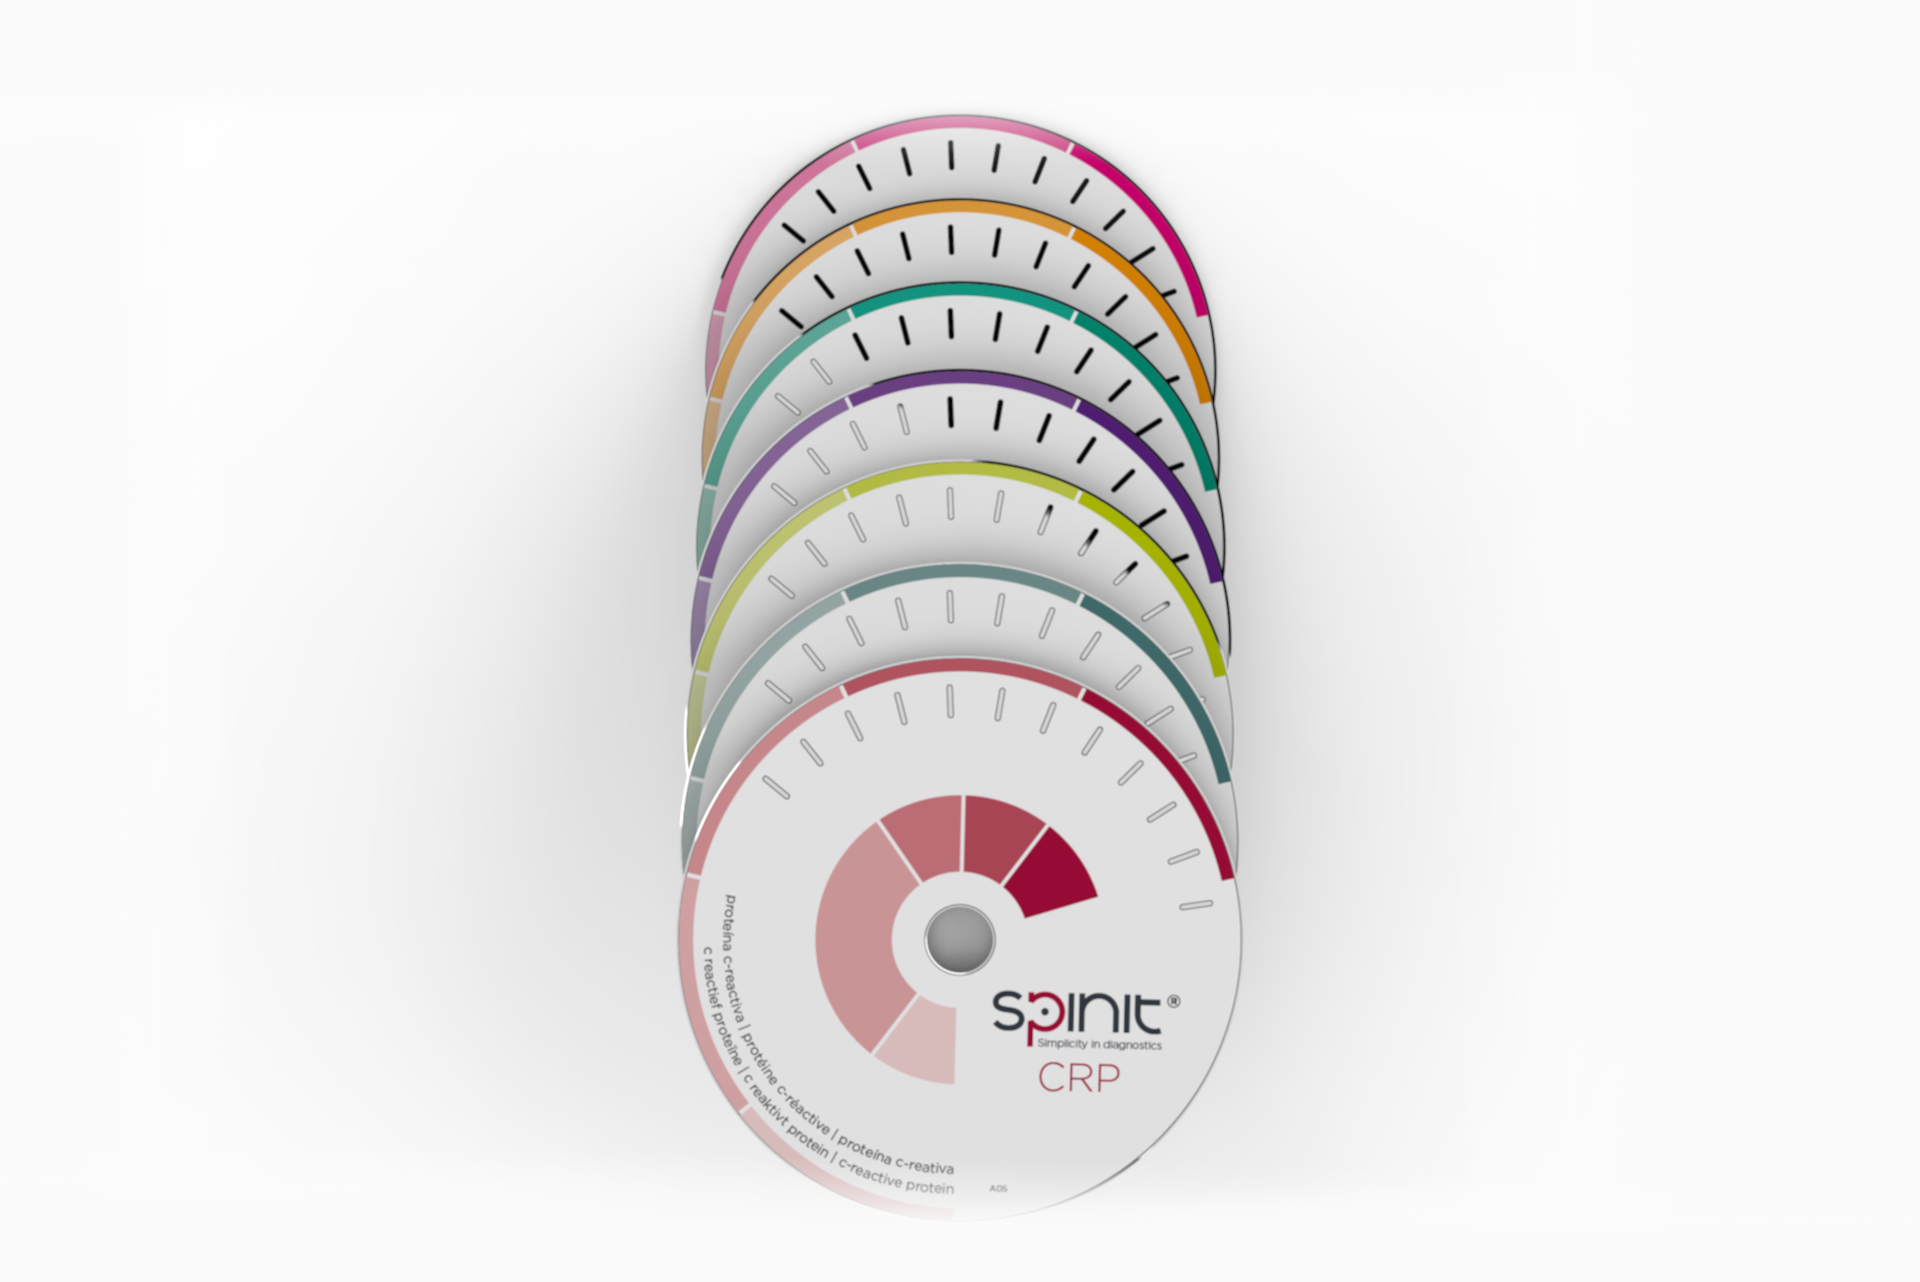 spinit®
Simplicity in diagnostics
CRP
proteína c-reactiva | protéine c-réactive | proteína c-reativa
c reactief proteïne | c reaktivt protein | c-reactive protein
A05